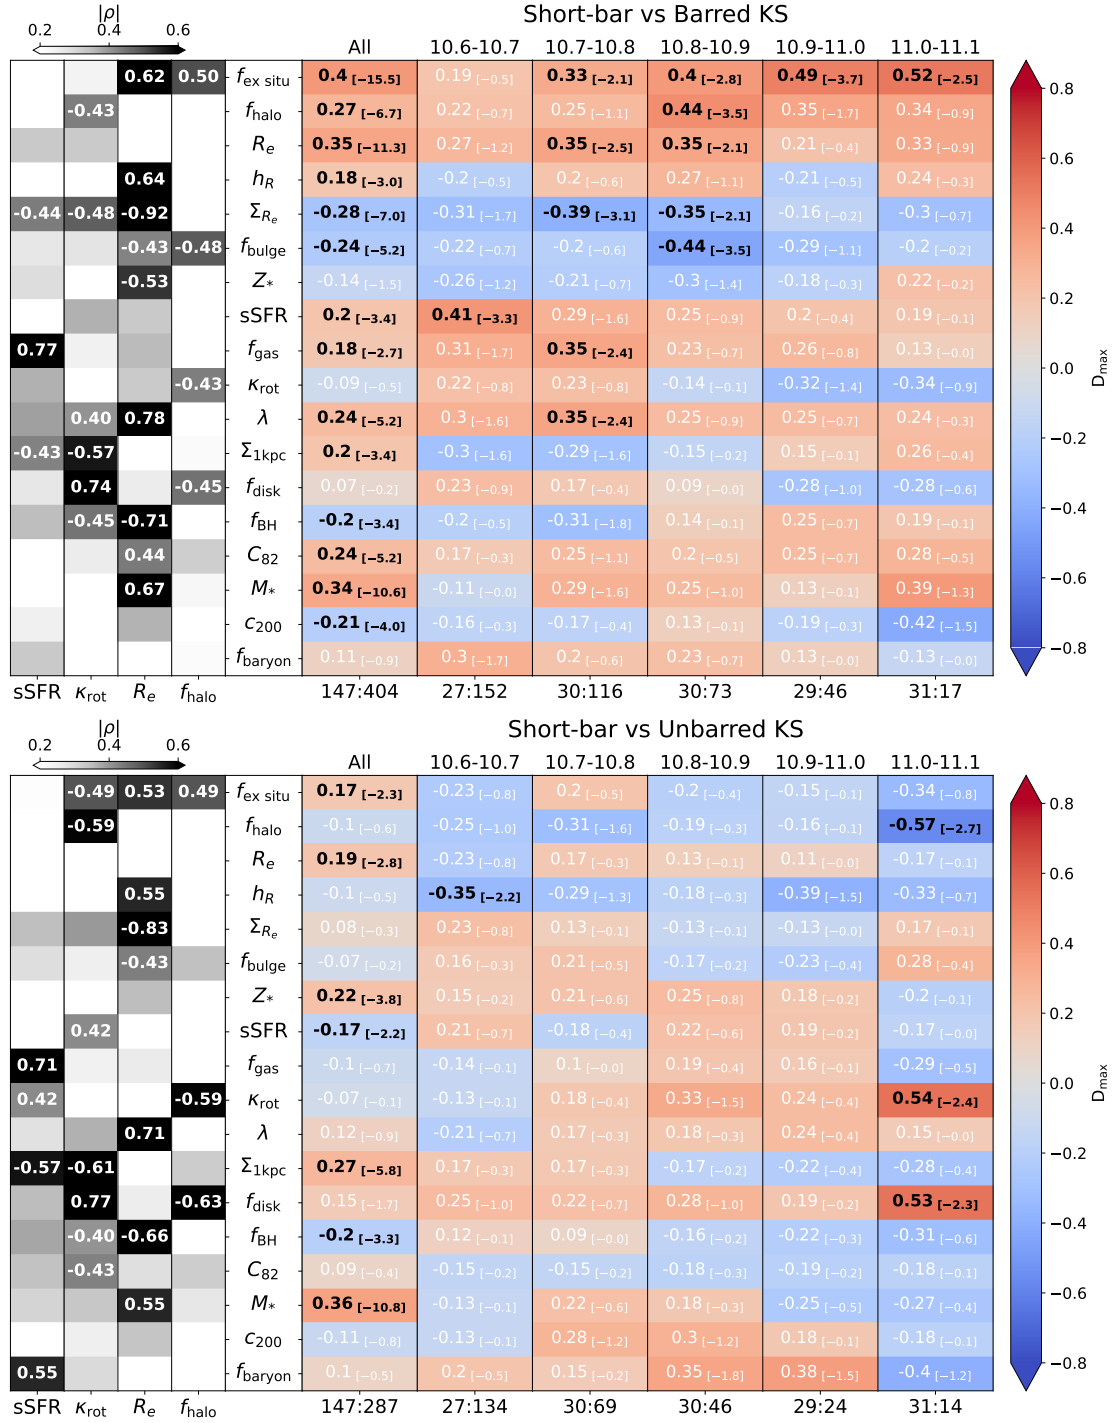 |ρ|
Short-bar vs Barred KS
0.2 0.4 0.6
All 10.6-10.7 10.7-10.8 10.8-10.9 10.9-11.0 11.0-11.1
0.62 0.50 f_ex situ 0.4 [−15.5] 0.19 [−0.5] 0.33 [−2.1] 0.4 [−2.8] 0.49 [−3.7] 0.52 [−2.5]
-0.43 f_halo 0.27 [−6.7] 0.22 [−0.7] 0.25 [−1.1] 0.44 [−3.5] 0.35 [−1.7] 0.34 [−0.9]
R_e 0.35 [−11.3] 0.27 [−1.2] 0.35 [−2.5] 0.35 [−2.1] 0.21 [−0.4] 0.33 [−0.9]
0.64 h_R 0.18 [−3.0] -0.2 [−0.5] 0.2 [−0.6] 0.27 [−1.1] -0.21 [−0.5] 0.24 [−0.3]
-0.44 -0.48 -0.92 Σ_Re -0.28 [−7.0] -0.31 [−1.7] -0.39 [−3.1] -0.35 [−2.1] -0.16 [−0.2] -0.3 [−0.7]
-0.43 -0.48 f_bulge -0.24 [−5.2] -0.22 [−0.7] -0.2 [−0.6] -0.44 [−3.5] -0.29 [−1.1] -0.2 [−0.2]
-0.53 Z_* -0.14 [−1.5] -0.26 [−1.2] -0.21 [−0.7] -0.3 [−1.4] -0.18 [−0.3] 0.22 [−0.2]
sSFR 0.2 [−3.4] 0.41 [−3.3] 0.29 [−1.6] 0.25 [−0.9] 0.2 [−0.4] 0.19 [−0.1]
0.77 f_gas 0.18 [−2.7] 0.31 [−1.7] 0.35 [−2.4] 0.23 [−0.7] 0.26 [−0.8] 0.13 [−0.0]
-0.43 κ_rot -0.09 [−0.5] 0.22 [−0.8] 0.23 [−0.8] -0.14 [−0.1] -0.32 [−1.4] -0.34 [−0.9]
0.40 0.78 λ 0.24 [−5.2] 0.3 [−1.6] 0.35 [−2.4] 0.25 [−0.9] 0.25 [−0.7] 0.24 [−0.3]
-0.43 -0.57 Σ_1kpc 0.2 [−3.4] -0.3 [−1.6] -0.29 [−1.6] -0.15 [−0.2] 0.15 [−0.1] 0.26 [−0.4]
0.74 -0.45 f_disk 0.07 [−0.2] 0.23 [−0.9] 0.17 [−0.4] 0.09 [−0.0] -0.28 [−1.0] -0.28 [−0.6]
-0.45 -0.71 f_BH -0.2 [−3.4] -0.2 [−0.5] -0.31 [−1.8] 0.14 [−0.1] 0.25 [−0.7] 0.19 [−0.1]
0.44 C_82 0.24 [−5.2] 0.17 [−0.3] 0.25 [−1.1] 0.2 [−0.5] 0.25 [−0.7] 0.28 [−0.5]
0.67 M_* 0.34 [−10.6] -0.11 [−0.0] 0.29 [−1.6] 0.25 [−1.0] 0.13 [−0.1] 0.39 [−1.3]
c_200 -0.21 [−4.0] -0.16 [−0.3] -0.17 [−0.4] 0.13 [−0.1] -0.19 [−0.3] -0.42 [−1.5]
f_baryon 0.11 [−0.9] 0.3 [−1.7] 0.2 [−0.6] 0.23 [−0.7] 0.13 [−0.0] -0.13 [−0.0]
sSFR κ_rot R_e f_halo 147:404 27:152 30:116 30:73 29:46 31:17
0.8
0.6
0.4
0.2
0.0
−0.2
−0.4
−0.6
−0.8
D_max
|ρ|
Short-bar vs Unbarred KS
0.2 0.4 0.6
All 10.6-10.7 10.7-10.8 10.8-10.9 10.9-11.0 11.0-11.1
-0.49 0.53 0.49 f_ex situ 0.17 [−2.3] -0.23 [−0.8] 0.2 [−0.5] -0.2 [−0.4] -0.15 [−0.1] -0.34 [−0.8]
-0.59 f_halo -0.1 [−0.6] -0.25 [−1.0] -0.31 [−1.6] -0.19 [−0.3] -0.16 [−0.1] -0.57 [−2.7]
R_e 0.19 [−2.8] -0.23 [−0.8] 0.17 [−0.3] 0.13 [−0.1] 0.11 [−0.0] -0.17 [−0.1]
0.55 h_R -0.1 [−0.5] -0.35 [−2.2] -0.29 [−1.3] -0.18 [−0.3] -0.39 [−1.5] -0.33 [−0.7]
-0.83 Σ_Re 0.08 [−0.3] 0.23 [−0.8] 0.13 [−0.1] -0.13 [−0.1] -0.13 [−0.0] 0.17 [−0.1]
-0.43 f_bulge -0.07 [−0.2] 0.16 [−0.3] 0.21 [−0.5] -0.17 [−0.2] -0.23 [−0.4] 0.28 [−0.4]
Z_* 0.22 [−3.8] 0.15 [−0.2] 0.21 [−0.6] 0.25 [−0.8] 0.18 [−0.2] -0.2 [−0.1]
0.42 sSFR -0.17 [−2.2] 0.21 [−0.7] -0.18 [−0.4] 0.22 [−0.6] 0.19 [−0.2] -0.17 [−0.0]
0.71 f_gas -0.1 [−0.7] -0.14 [−0.1] 0.1 [−0.0] 0.19 [−0.4] 0.16 [−0.1] -0.29 [−0.5]
0.42 -0.59 κ_rot -0.07 [−0.1] -0.13 [−0.1] 0.18 [−0.4] 0.33 [−1.5] 0.24 [−0.4] 0.54 [−2.4]
0.71 λ 0.12 [−0.9] -0.21 [−0.7] 0.17 [−0.3] 0.18 [−0.3] 0.24 [−0.4] 0.15 [−0.0]
-0.57 -0.61 Σ_1kpc 0.27 [−5.8] 0.17 [−0.3] 0.17 [−0.3] -0.17 [−0.2] -0.22 [−0.4] -0.28 [−0.4]
0.77 -0.63 f_disk 0.15 [−1.7] 0.25 [−1.0] 0.22 [−0.7] 0.28 [−1.0] 0.19 [−0.2] 0.53 [−2.3]
-0.40 -0.66 f_BH -0.2 [−3.3] 0.12 [−0.1] 0.09 [−0.0] -0.16 [−0.2] -0.22 [−0.3] -0.31 [−0.6]
-0.43 C_82 0.09 [−0.4] -0.15 [−0.2] -0.15 [−0.2] -0.18 [−0.3] -0.19 [−0.2] -0.18 [−0.1]
0.55 M_* 0.36 [−10.8] -0.13 [−0.1] 0.22 [−0.6] 0.18 [−0.3] -0.25 [−0.5] -0.27 [−0.4]
c_200 -0.11 [−0.8] -0.13 [−0.1] 0.28 [−1.2] 0.3 [−1.2] 0.18 [−0.1] -0.18 [−0.1]
0.55 f_baryon 0.1 [−0.5] 0.2 [−0.5] 0.15 [−0.2] 0.35 [−1.8] 0.38 [−1.5] -0.4 [−1.2]
sSFR κ_rot R_e f_halo 147:287 27:134 30:69 30:46 29:24 31:14
0.8
0.6
0.4
0.2
0.0
−0.2
−0.4
−0.6
−0.8
D_max